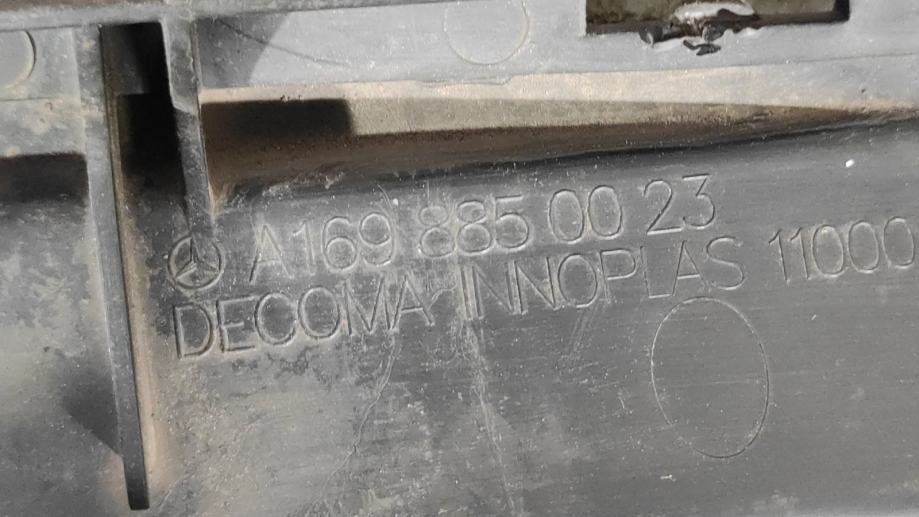 A169 885 00 23
DECOMA INNOPLAS 11000